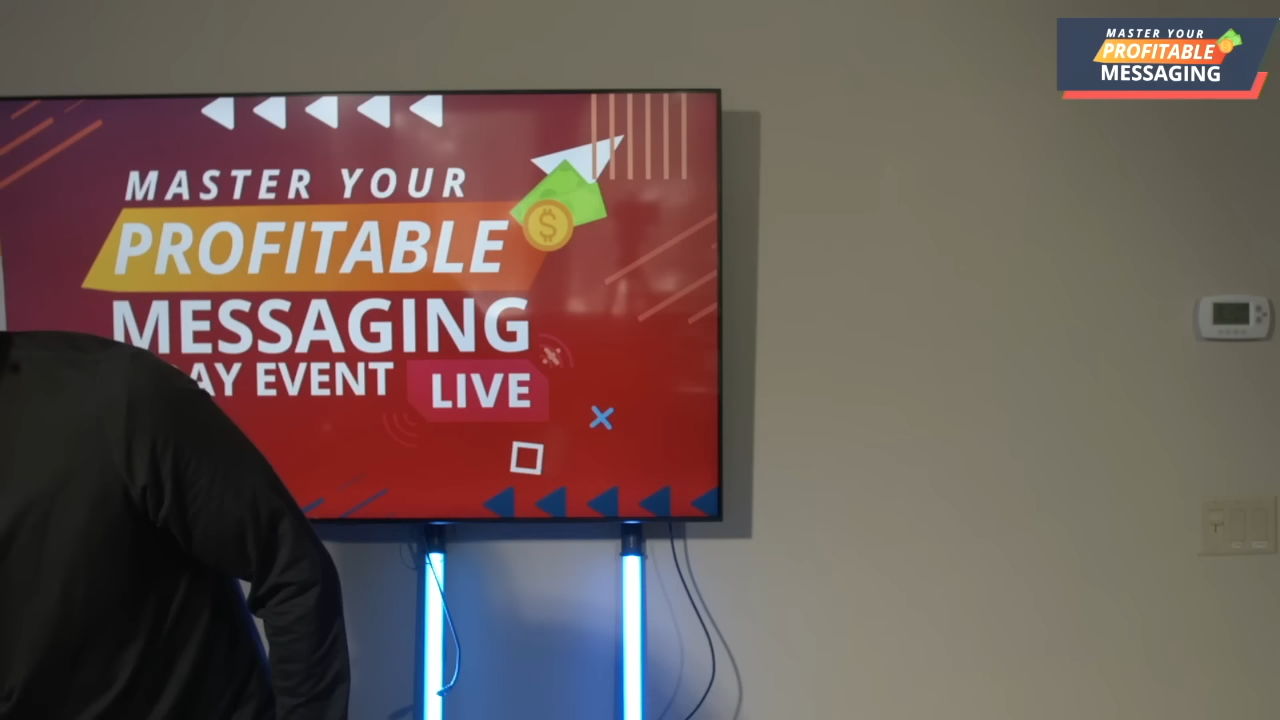 MASTER YOUR
PROFITABLE
MESSAGING
AY EVENT LIVE
MASTER YOUR
PROFITABLE
MESSAGING